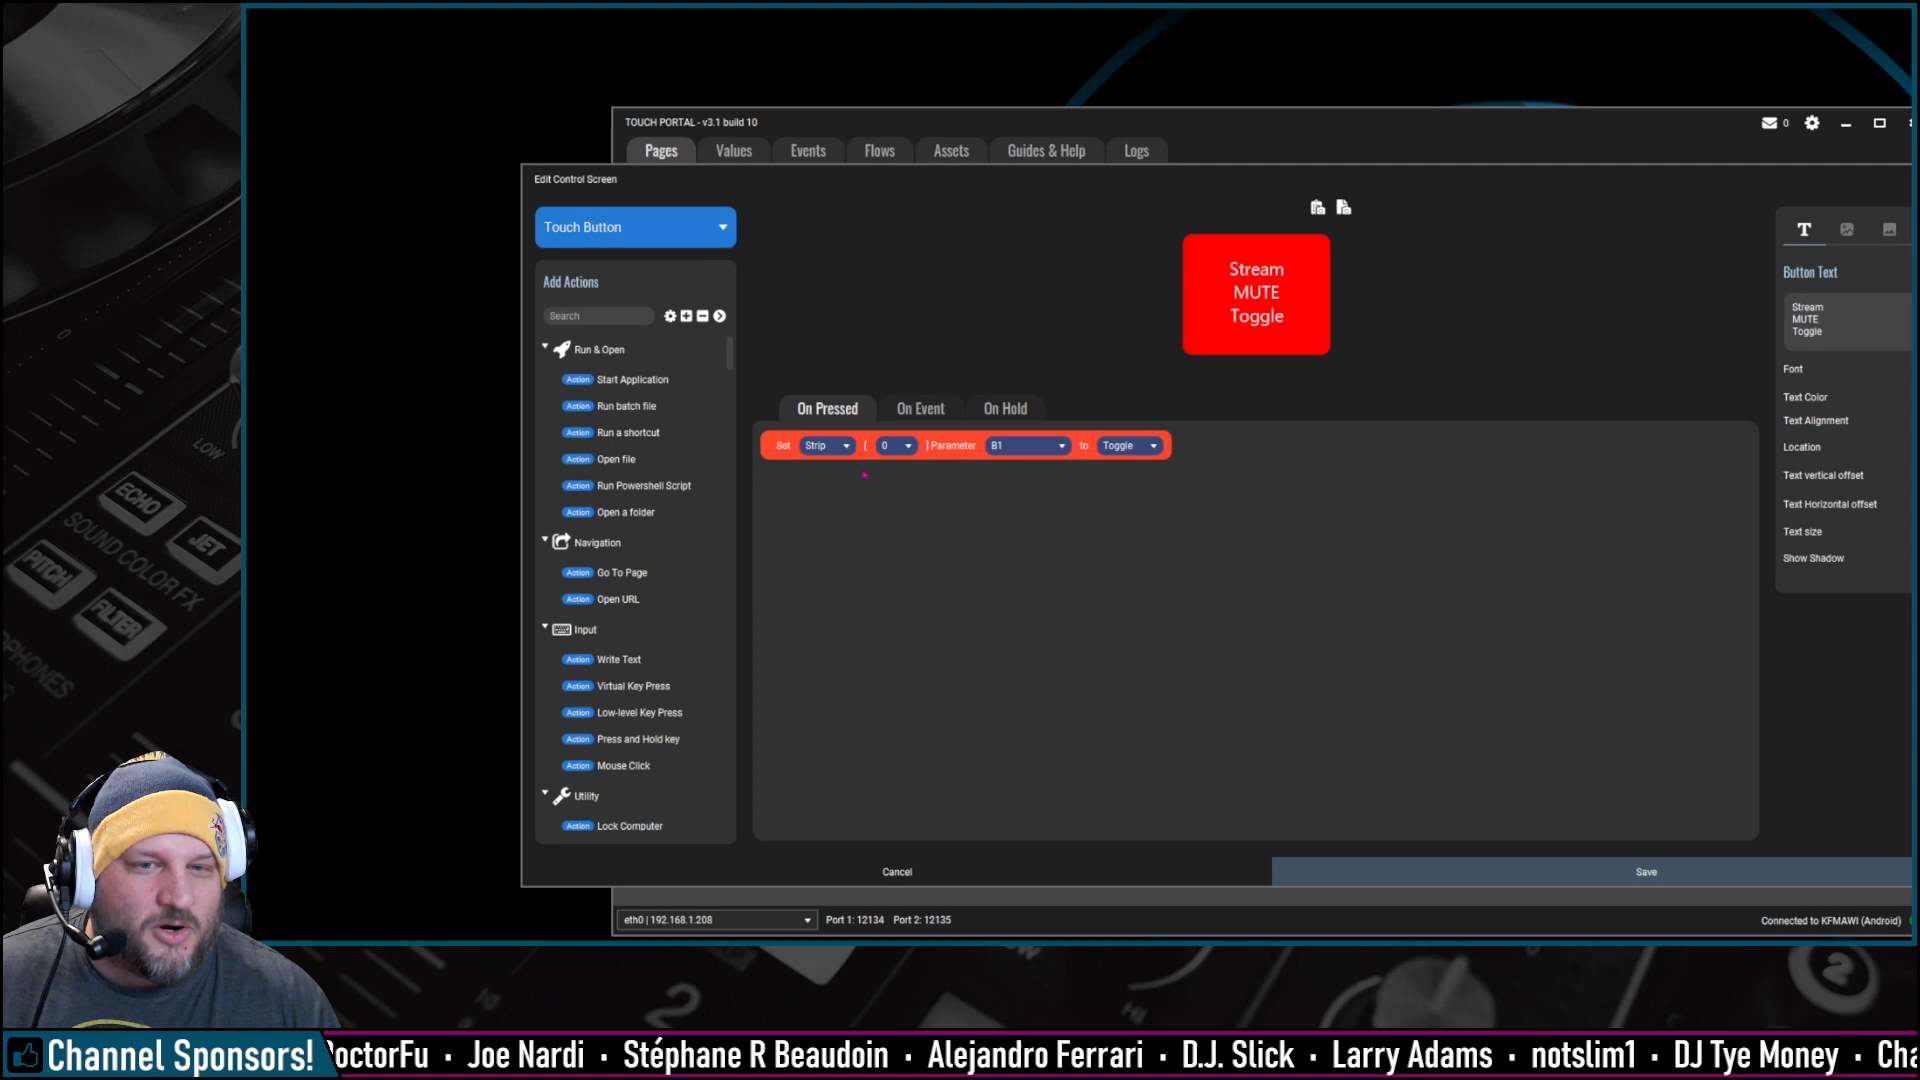 TOUCH PORTAL - v3.1 build 10
0
Pages
Values
Events
Flows
Assets
Guides & Help
Logs
Edit Control Screen
Touch Button
Add Actions
Search
Run & Open
Action Start Application
Action Run batch file
Action Run a shortcut
Action Open file
Action Run Powershell Script
Action Open a folder
Navigation
Action Go To Page
Action Open URL
Input
Action Write Text
Action Virtual Key Press
Action Low-level Key Press
Action Press and Hold key
Action Mouse Click
Utility
Action Lock Computer
Stream
MUTE
Toggle
On Pressed
On Event
On Hold
Set Strip [ 0 ] Parameter B1 to Toggle
T
Button Text
Stream
MUTE
Toggle
Font
Text Color
Text Alignment
Location
Text vertical offset
Text Horizontal offset
Text size
Show Shadow
Cancel
Save
eth0 | 192.168.1.208
Port 1: 12134 Port 2: 12135
Connected to KFMAWI (Android)
LOW
ECHO
JET
SOUND COLOR FX
PITCH
FILTER
PHONES
10
2
HI
2
Channel Sponsors!
DoctorFu · Joe Nardi · Stéphane R Beaudoin · Alejandro Ferrari · D.J. Slick · Larry Adams · notslim1 · DJ Tye Money · Cha